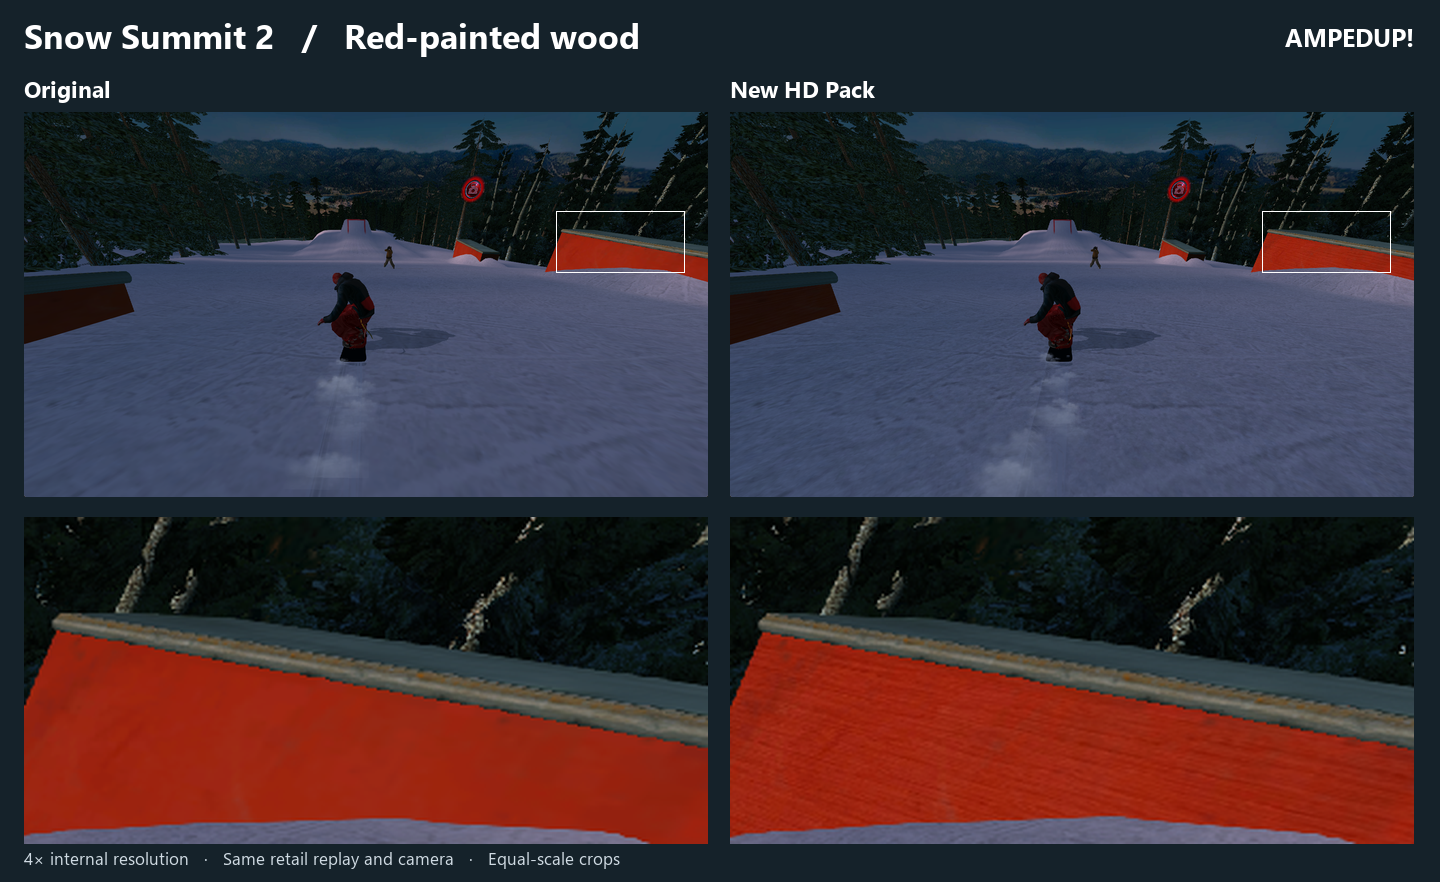 Snow Summit 2 / Red-painted wood
AMPEDUP!
Original
New HD Pack
4× internal resolution · Same retail replay and camera · Equal-scale crops